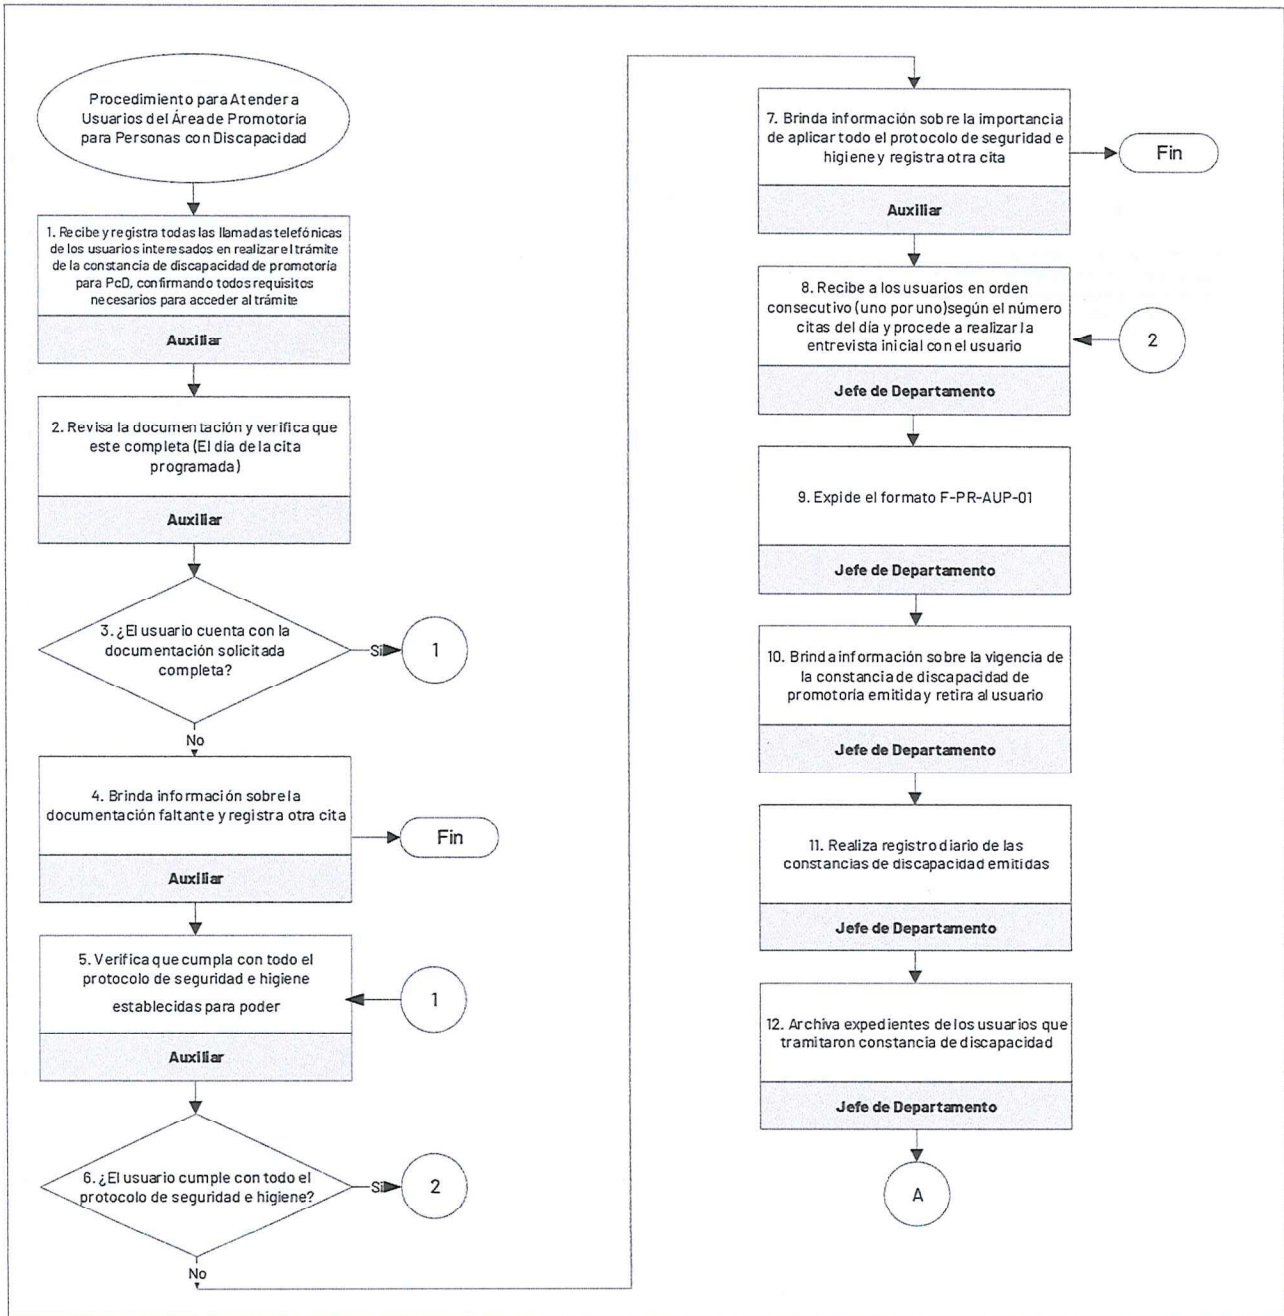 Procedimiento para Atender a
Usuarios del Área de Promotoría
para Personas con Discapacidad
1. Recibe y registra todas las llamadas telefónicas
de los usuarios interesados en realizar el trámite
de la constancia de discapacidad de promotoría
para PcD, confirmando todos requisitos
necesarios para acceder al trámite
Auxiliar
2. Revisa la documentación y verifica que
este completa (El día de la cita
programada)
Auxiliar
3. ¿El usuario cuenta con la
documentación solicitada
completa?
Si
1
No
4. Brinda información sobre la
documentación faltante y registra otra cita
Fin
Auxiliar
5. Verifica que cumpla con todo el
protocolo de seguridad e higiene
establecidas para poder
1
Auxiliar
6. ¿El usuario cumple con todo el
protocolo de seguridad e higiene?
Si
2
No
7. Brinda información sobre la importancia
de aplicar todo el protocolo de seguridad e
higiene y registra otra cita
Fin
Auxiliar
8. Recibe a los usuarios en orden
consecutivo (uno por uno) según el número
citas del día y procede a realizar la
entrevista inicial con el usuario
2
Jefe de Departamento
9. Expide el formato F-PR-AUP-01
Jefe de Departamento
10. Brinda información sobre la vigencia de
la constancia de discapacidad de
promotoría emitida y retira al usuario
Jefe de Departamento
11. Realiza registro diario de las
constancias de discapacidad emitidas
Jefe de Departamento
12. Archiva expedientes de los usuarios que
tramitaron constancia de discapacidad
Jefe de Departamento
A